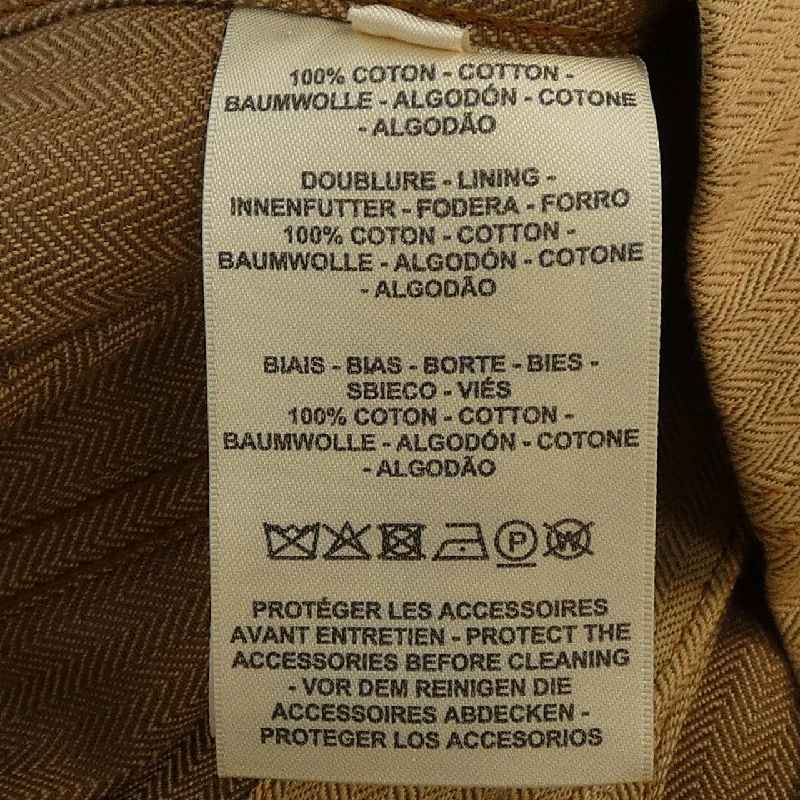 100% COTON - COTTON -
BAUMWOLLE - ALGODÓN - COTONE
- ALGODÃO
DOUBLURE - LINING -
INNENFUTTER - FODERA - FORRO
100% COTON - COTTON -
BAUMWOLLE - ALGODÓN - COTONE
- ALGODÃO
BIAIS - BIAS - BORTE - BIES -
SBIECO - VIÉS
100% COTON - COTTON -
BAUMWOLLE - ALGODÓN - COTONE
- ALGODÃO
P W
PROTÉGER LES ACCESSOIRES
AVANT ENTRETIEN - PROTECT THE
ACCESSORIES BEFORE CLEANING
- VOR DEM REINIGEN DIE
ACCESSOIRES ABDECKEN -
PROTEGER LOS ACCESORIOS